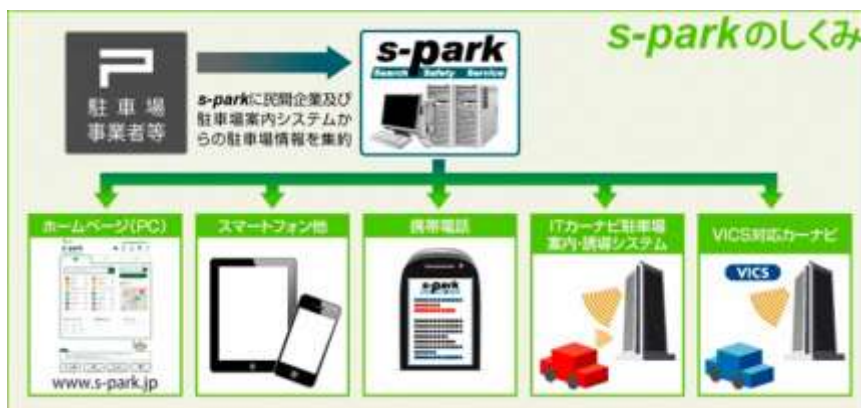 s-parkのしくみ
P
駐車場
事業者等
s-parkに民間企業及び
駐車場案内システムか
らの駐車場情報を集約
s-park
Search Safety Service
ホームページ(PC)
www.s-park.jp
スマートフォン他
携帯電話
s-park
ITカーナビ駐車場
案内・誘導システム
VICS対応カーナビ
VICS